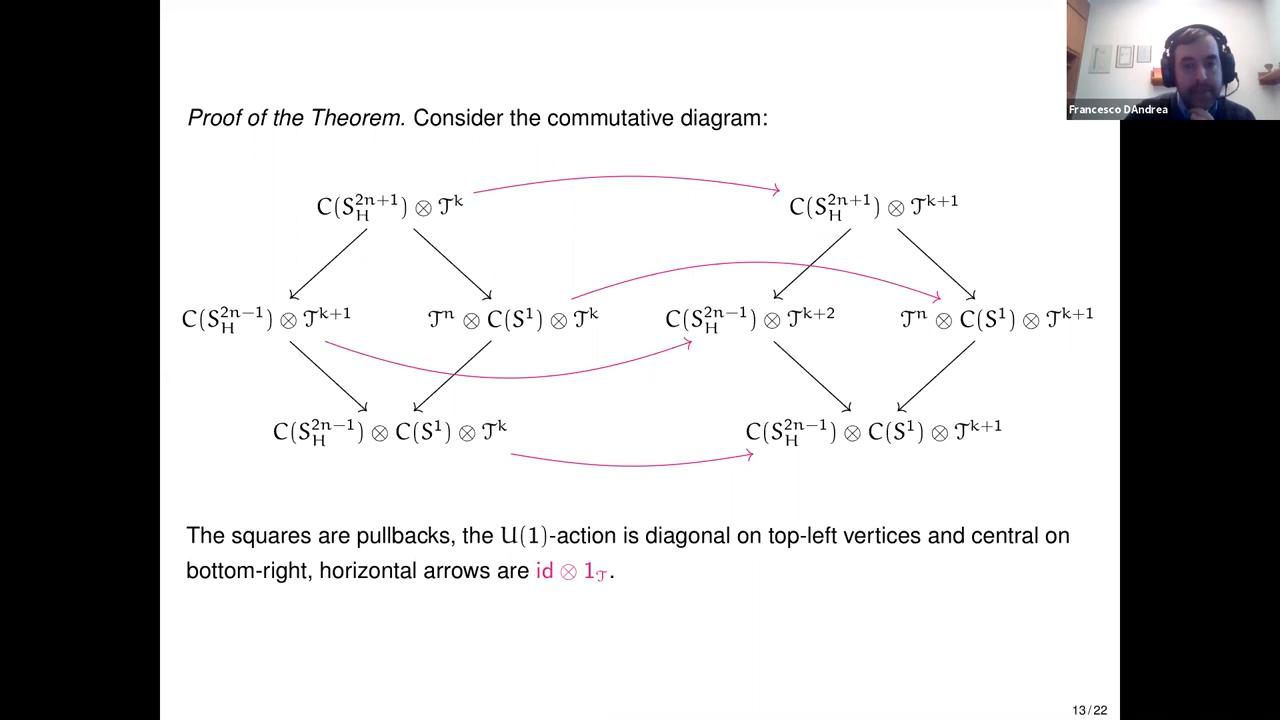 Francesco DAndrea
Proof of the Theorem. Consider the commutative diagram:
C(S_H^{2n+1}) ⊗ 𝒯^k C(S_H^{2n+1}) ⊗ 𝒯^{k+1}
C(S_H^{2n−1}) ⊗ 𝒯^{k+1} 𝒯^n ⊗ C(S^1) ⊗ 𝒯^k C(S_H^{2n−1}) ⊗ 𝒯^{k+2} 𝒯^n ⊗ C(S^1) ⊗ 𝒯^{k+1}
C(S_H^{2n−1}) ⊗ C(S^1) ⊗ 𝒯^k C(S_H^{2n−1}) ⊗ C(S^1) ⊗ 𝒯^{k+1}
The squares are pullbacks, the U(1)-action is diagonal on top-left vertices and central on
bottom-right, horizontal arrows are id ⊗ 1_𝒯.
13 / 22